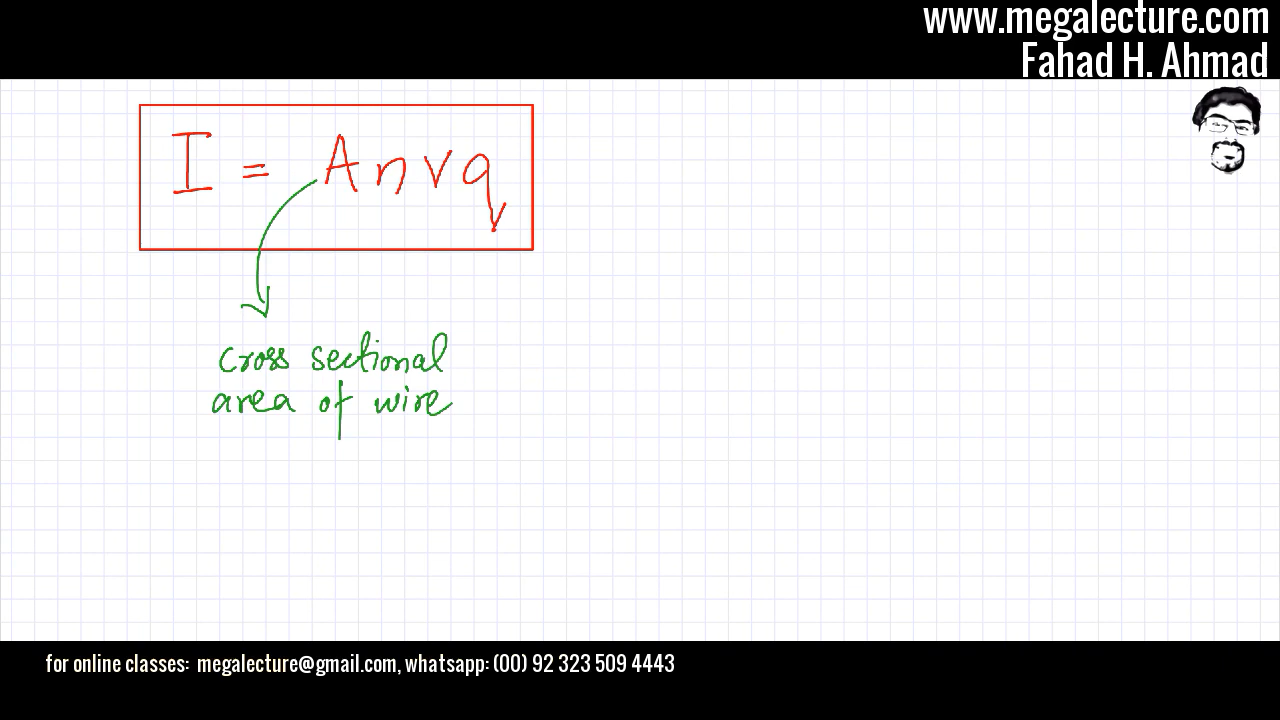 www.megalecture.com
Fahad H. Ahmad
I = A n v q
cross sectional
area of wire
for online classes: megalecture@gmail.com, whatsapp: (00) 92 323 509 4443